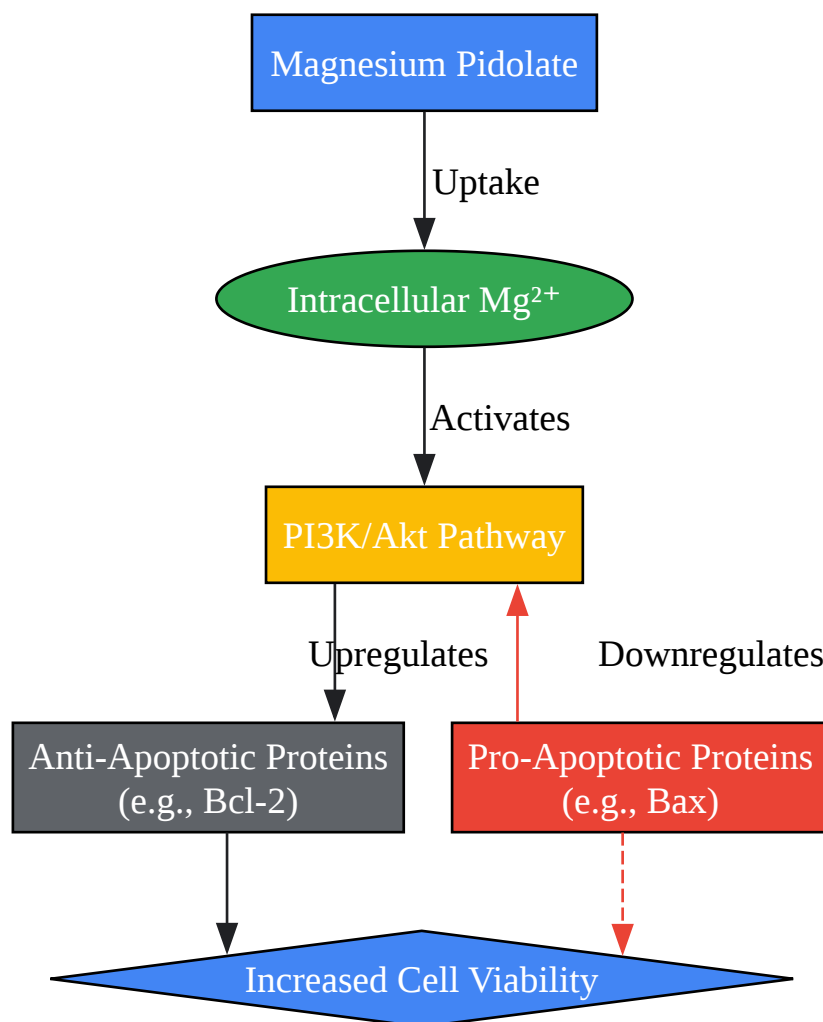 Magnesium Pidolate
Uptake
Intracellular Mg²⁺
Activates
PI3K/Akt Pathway
Upregulates
Downregulates
Anti-Apoptotic Proteins
(e.g., Bcl-2)
Pro-Apoptotic Proteins
(e.g., Bax)
Increased Cell Viability